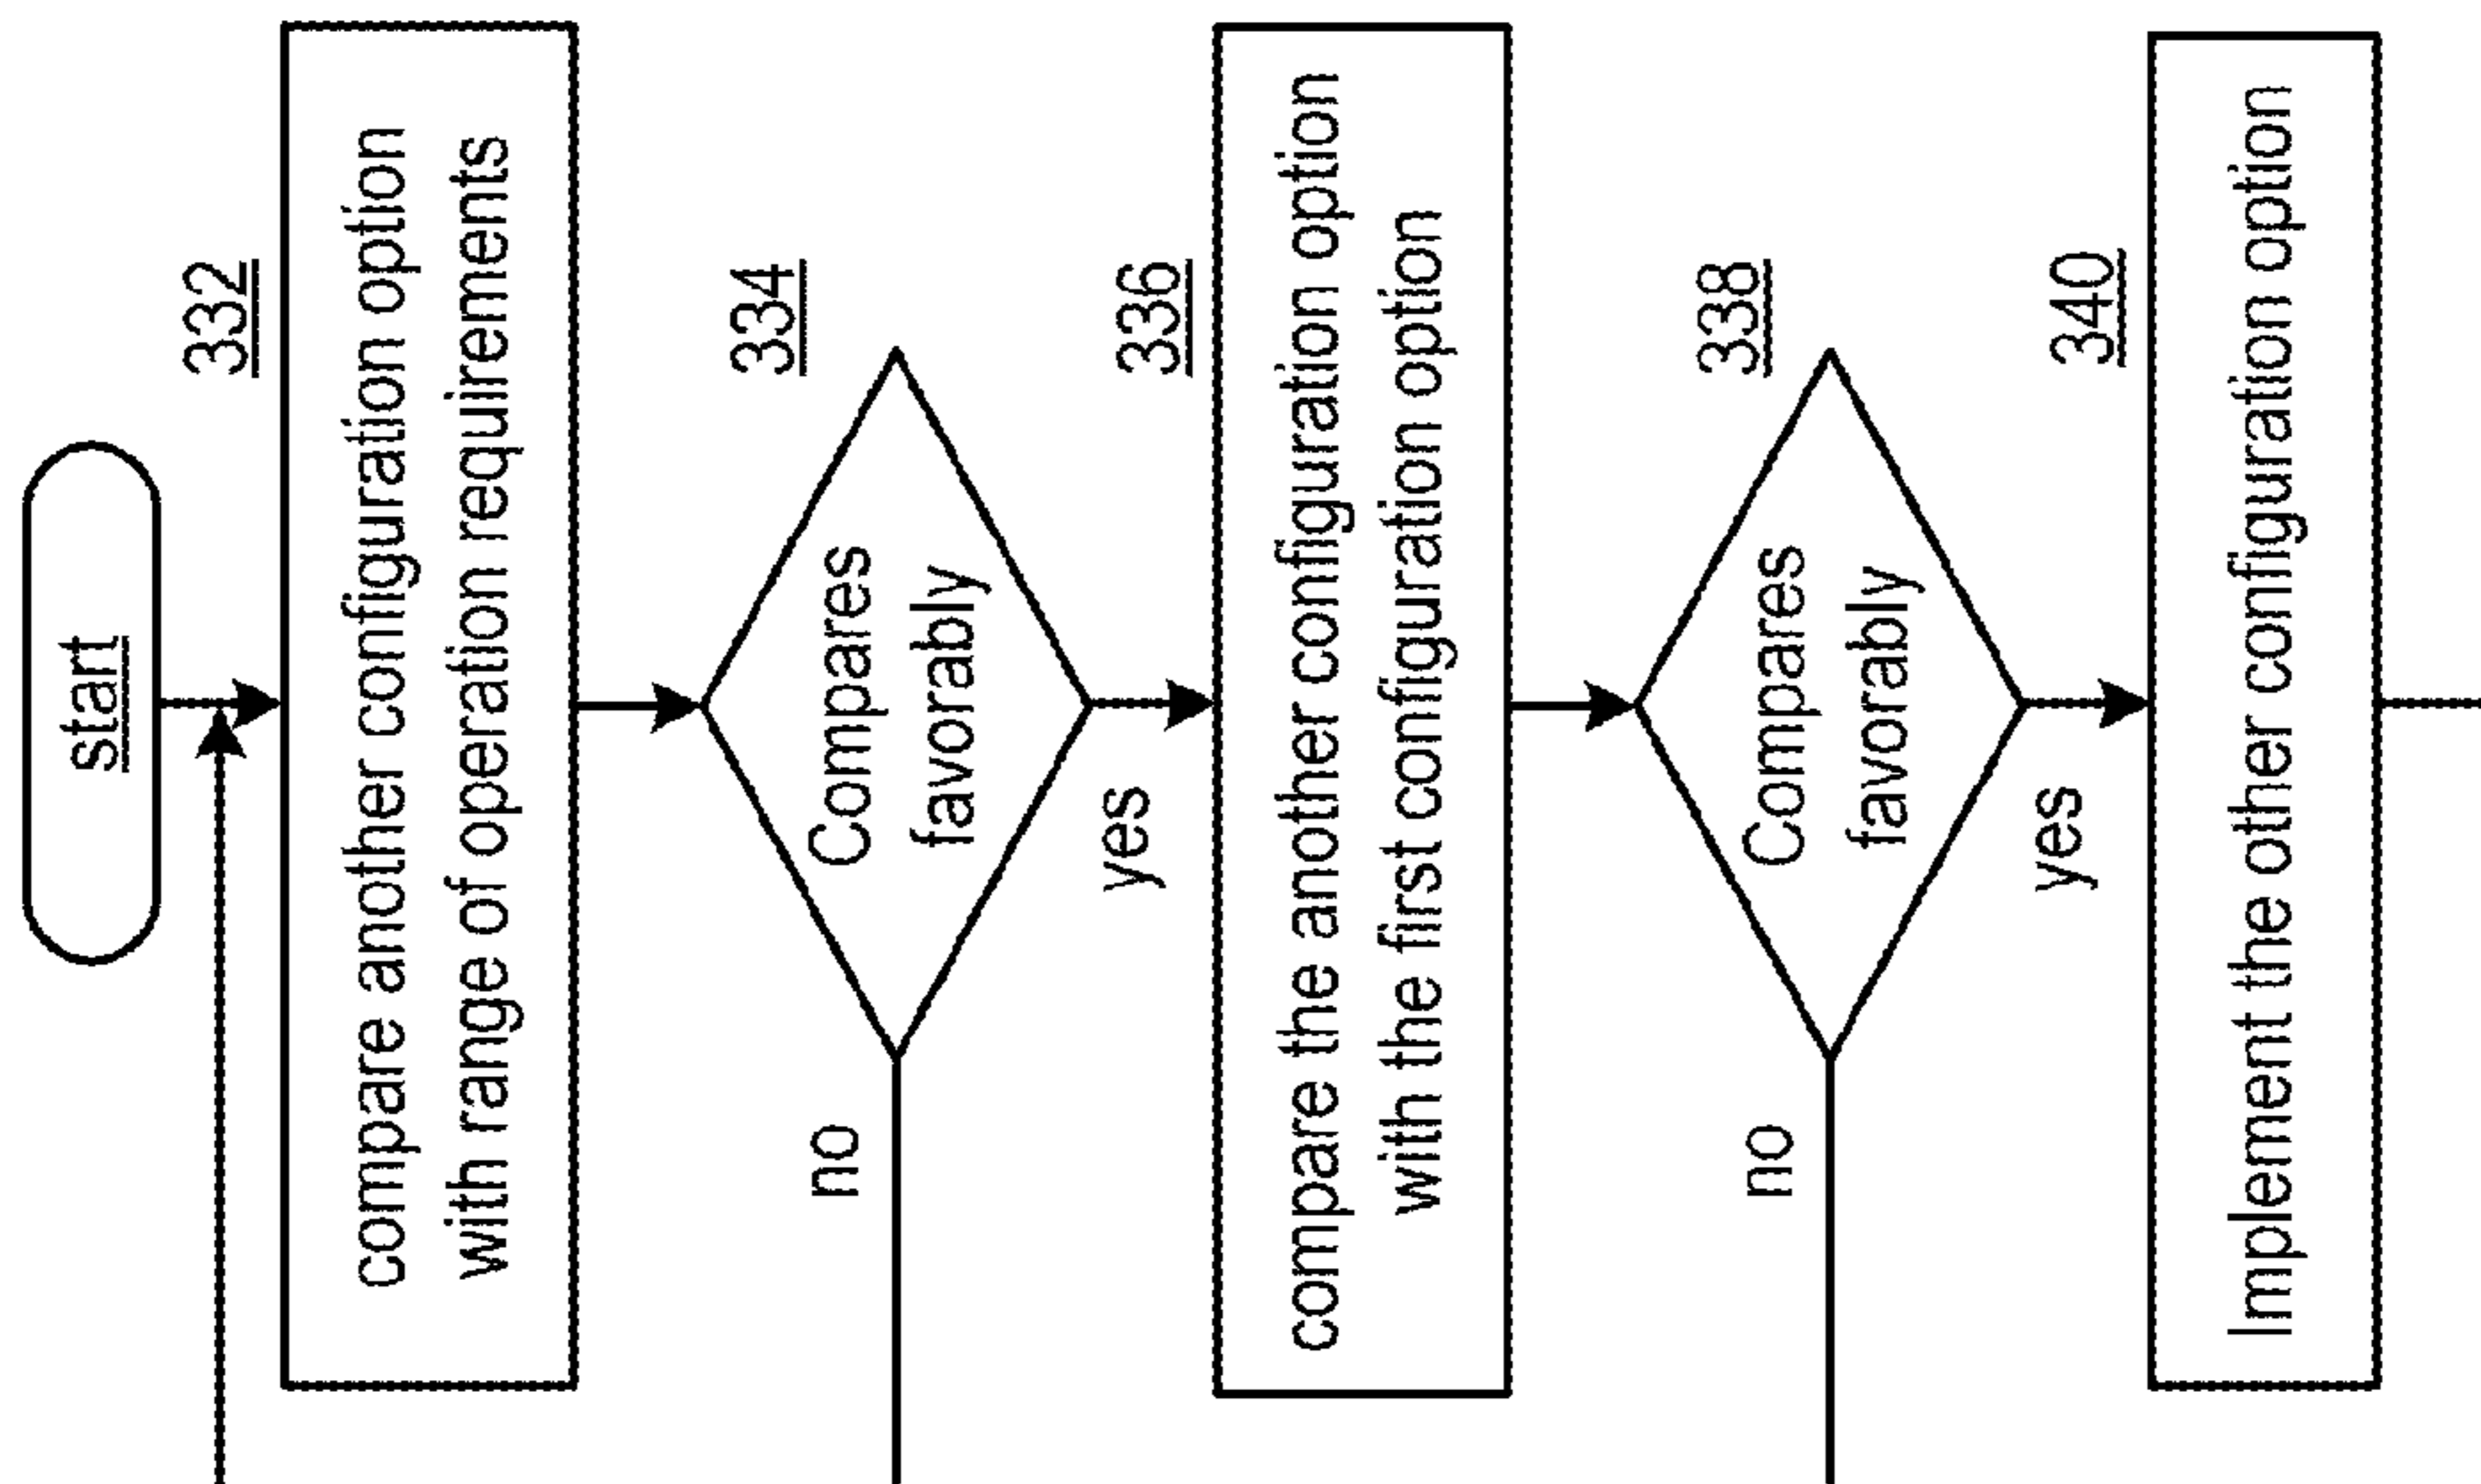 start
332
compare another configuration option
with range of operation requirements
334
Compares
favorably
no
yes
336
compare the another configuration option
with the first configuration option
338
Compares
favorably
no
yes
340
Implement the other configuration option